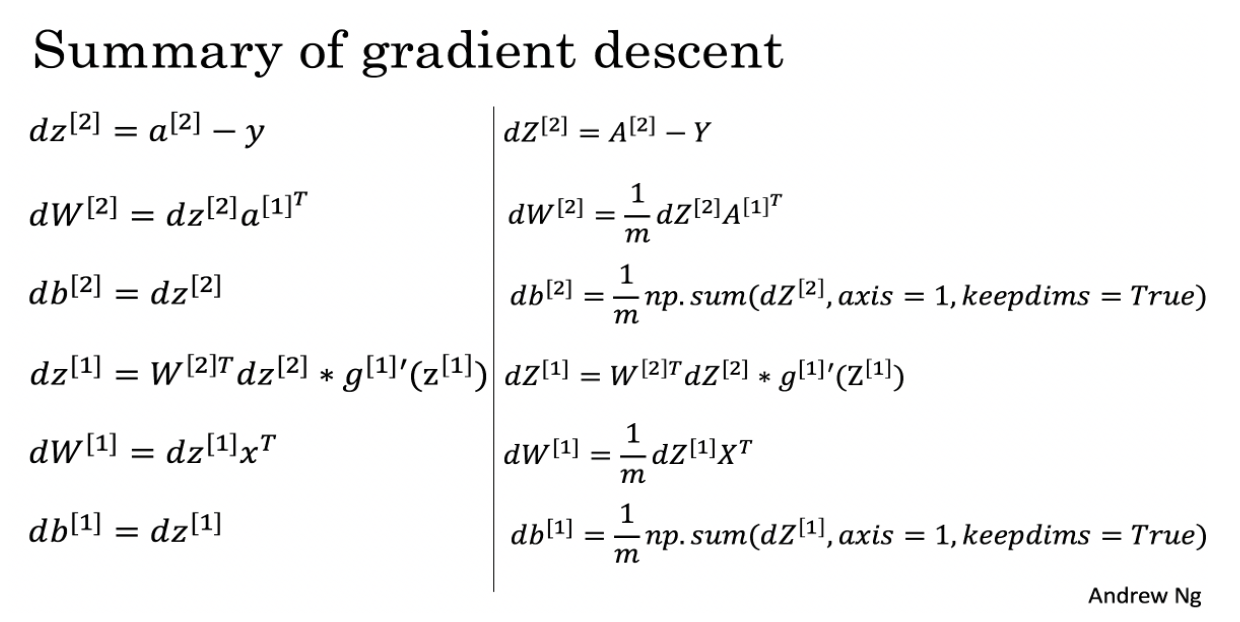 Summary of gradient descent
dz^{[2]} = a^{[2]} − y
dW^{[2]} = dz^{[2]}a^{[1]^T}
db^{[2]} = dz^{[2]}
dz^{[1]} = W^{[2]T}dz^{[2]} * g^{[1]}′(z^{[1]})
dW^{[1]} = dz^{[1]}x^T
db^{[1]} = dz^{[1]}
dZ^{[2]} = A^{[2]} − Y
dW^{[2]} = \frac{1}{m}dZ^{[2]}A^{[1]^T}
db^{[2]} = \frac{1}{m}np.sum(dZ^{[2]}, axis = 1, keepdims = True)
dZ^{[1]} = W^{[2]T}dZ^{[2]} * g^{[1]}′(Z^{[1]})
dW^{[1]} = \frac{1}{m}dZ^{[1]}X^T
db^{[1]} = \frac{1}{m}np.sum(dZ^{[1]}, axis = 1, keepdims = True)
Andrew Ng